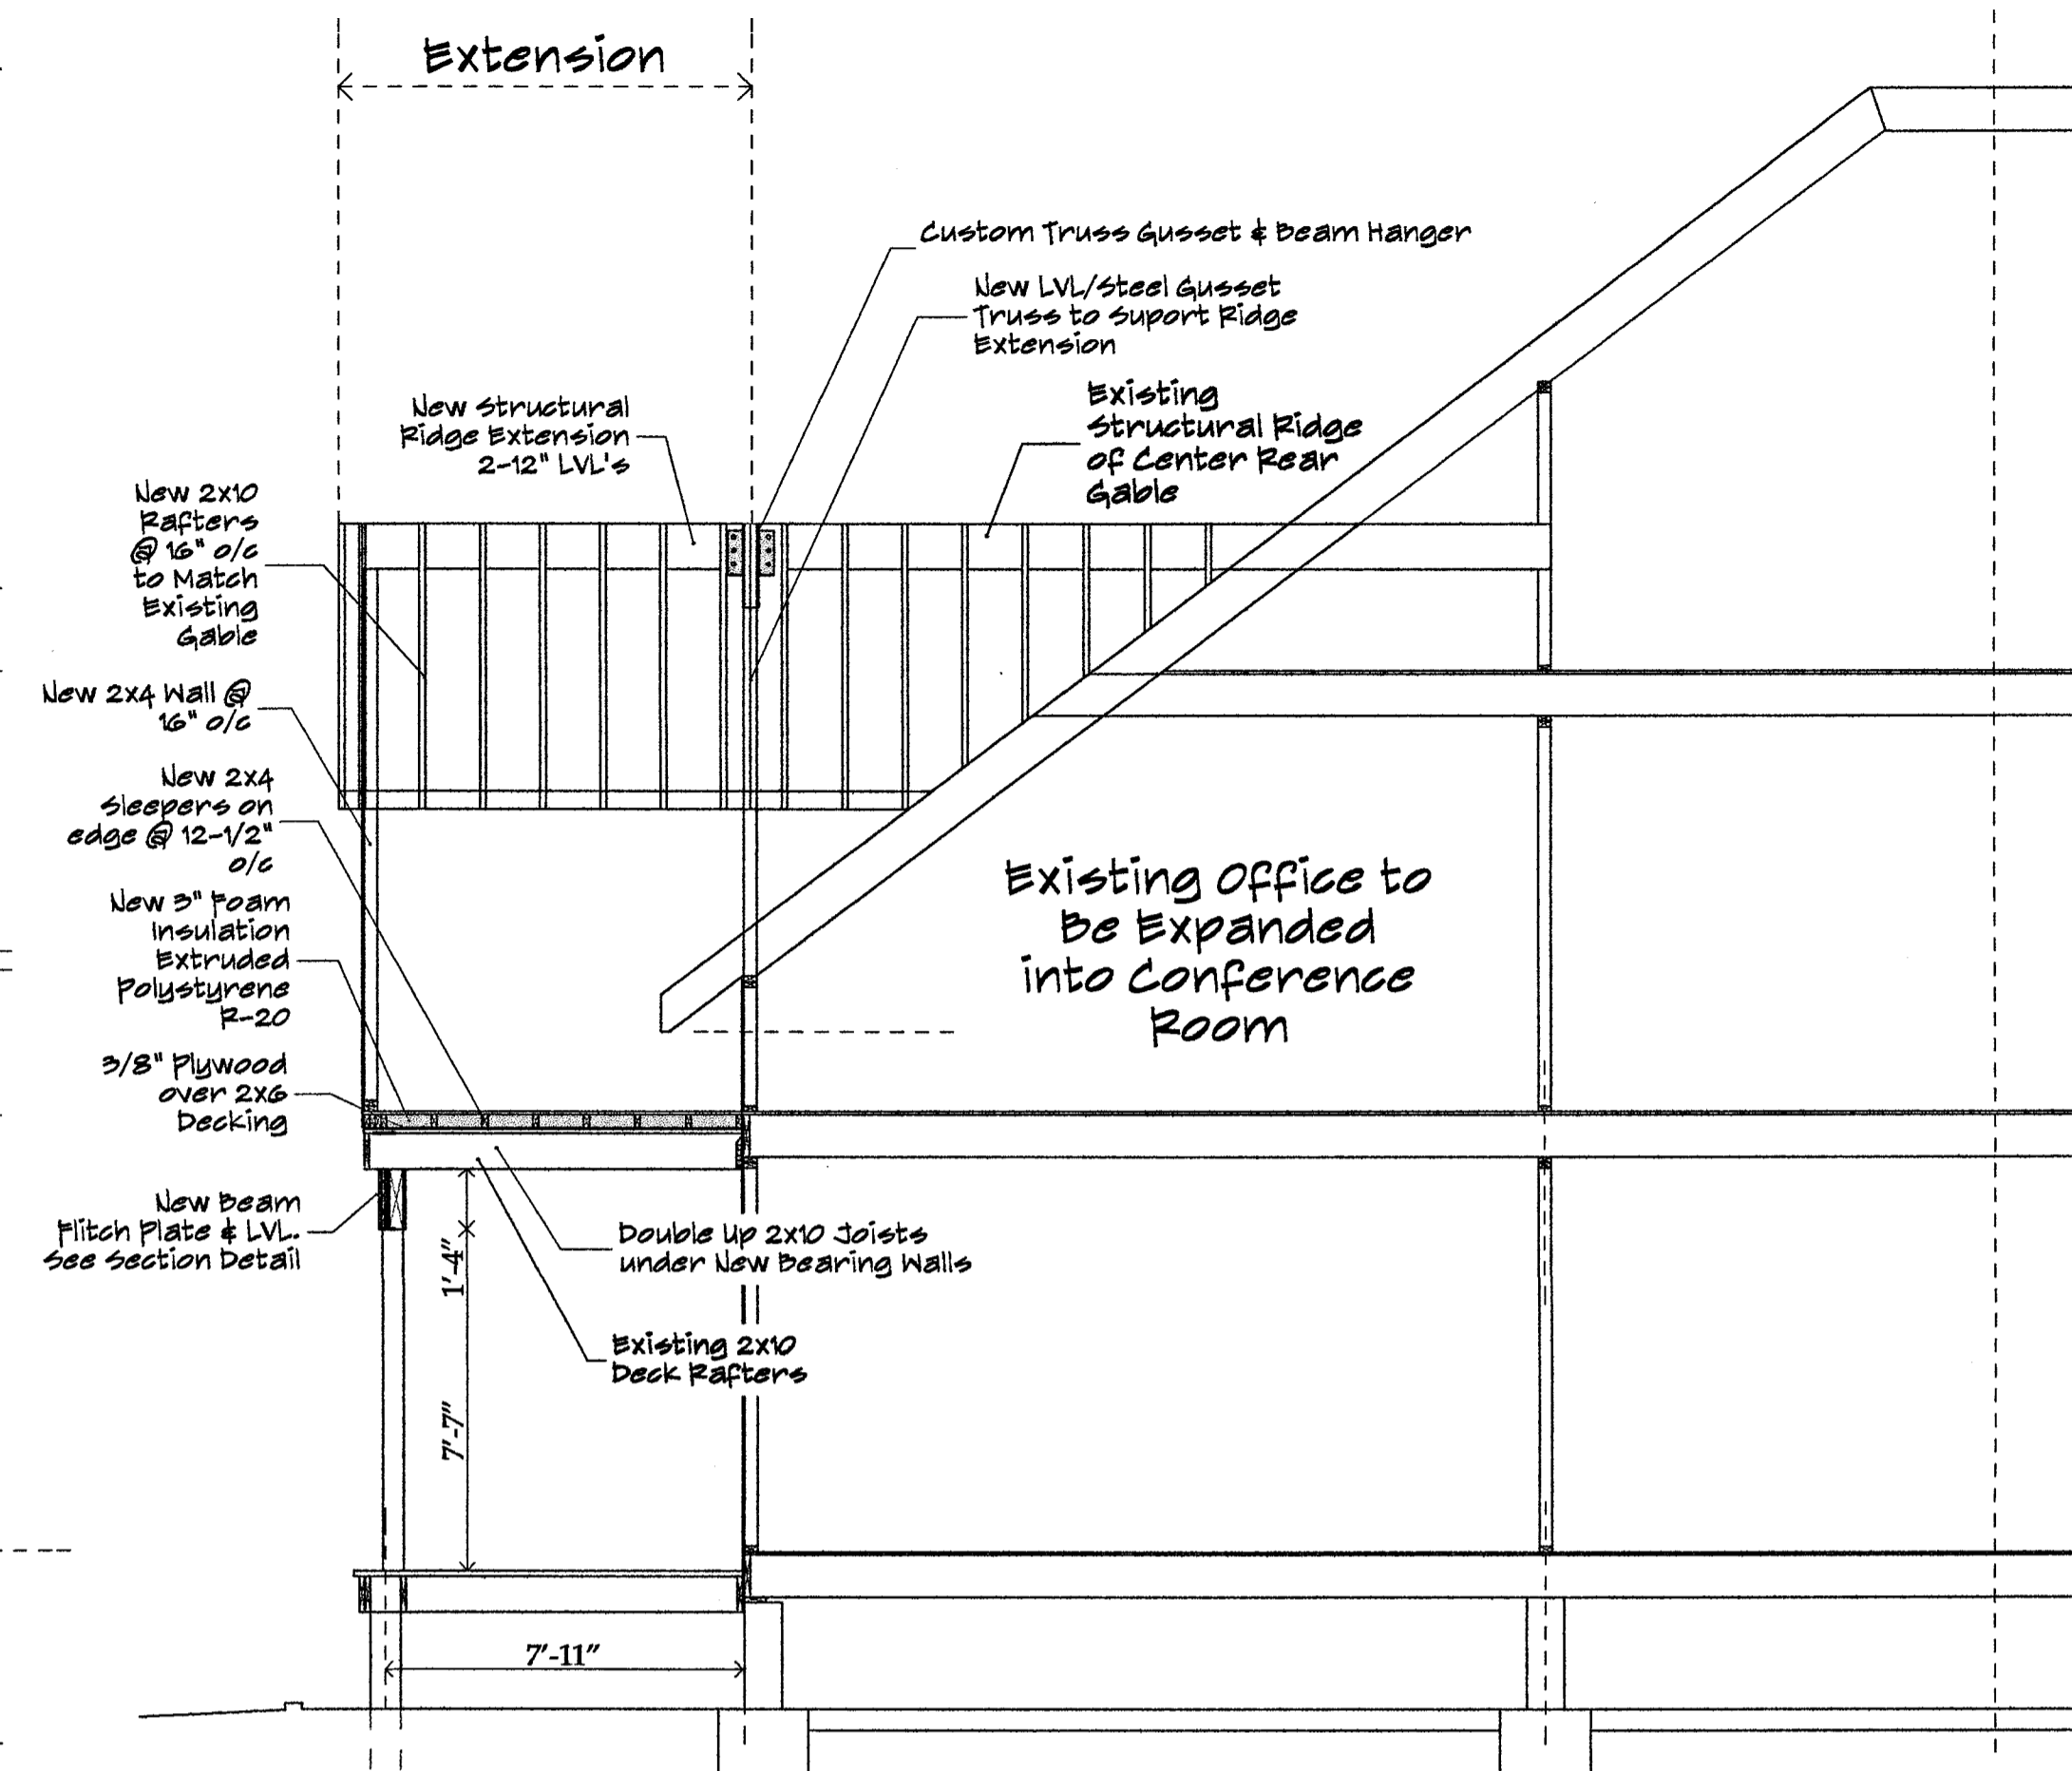 Extension
Custom Truss Gusset & Beam Hanger
New LVL/Steel Gusset
Truss to Suport Ridge
Extension
Existing
Structural Ridge
of Center Rear
Gable
New Structural
Ridge Extension
2-12" LVL's
New 2x10
Rafters
@ 16" o/c
to Match
Existing
Gable
New 2x4 Wall @
16" o/c
New 2x4
Sleepers on
edge @ 12-1/2"
o/c
New 3" Foam
Insulation
Extruded
Polystyrene
R-20
3/8" Plywood
over 2x6
Decking
New Beam
Flitch Plate & LVL.
See Section Detail
Existing Office to
Be Expanded
into Conference
Room
Double Up 2x10 Joists
under New Bearing Walls
Existing 2x10
Deck Rafters
1'-4"
7'-7"
7'-11"